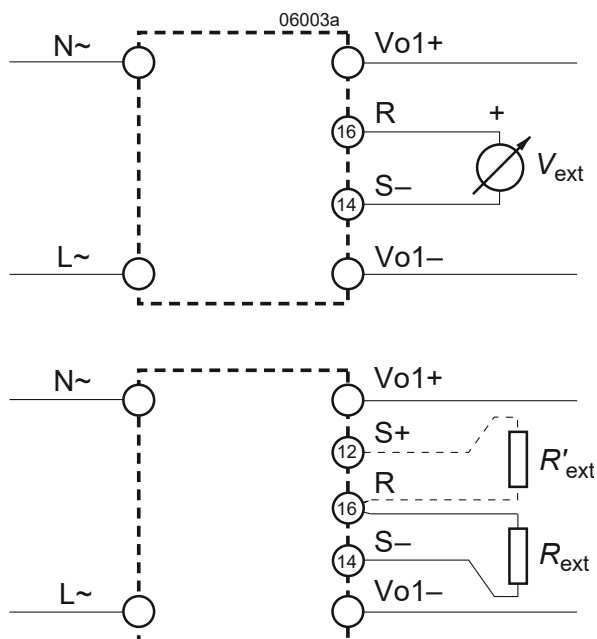 06003a
N~ Vo1+
R
16
+
Vext
S–
14
L~ Vo1–
N~ Vo1+
S+
12
R'ext
R
16
S–
14
Rext
L~ Vo1–